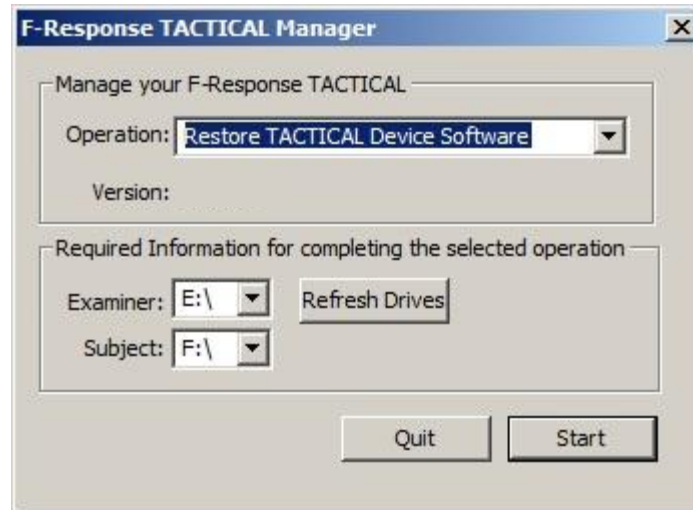 F-Response TACTICAL Manager
Manage your F-Response TACTICAL
Operation: Restore TACTICAL Device Software
Version:
Required Information for completing the selected operation
Examiner: E:\ Refresh Drives
Subject: F:\
Quit Start